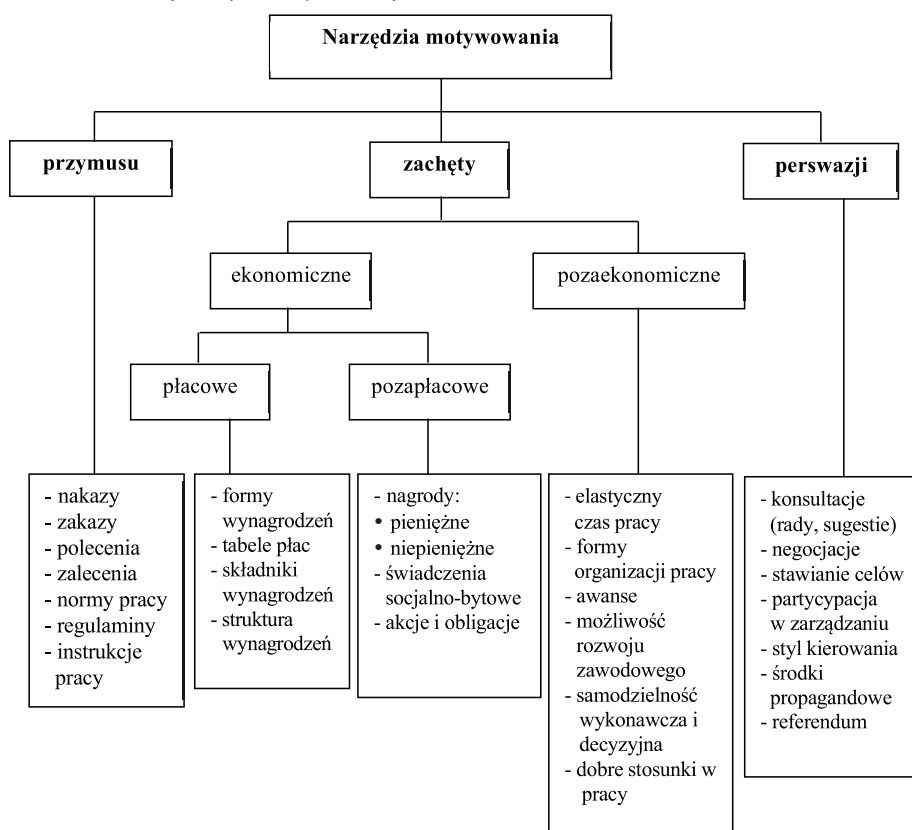 Narzędzia motywowania
przymusu
zachęty
perswazji
ekonomiczne
pozaekonomiczne
płacowe
pozapłacowe
- nakazy
- zakazy
- polecenia
- zalecenia
- normy pracy
- regulaminy
- instrukcje
pracy
- formy
wynagrodzeń
- tabele płac
- składniki
wynagrodzeń
- struktura
wynagrodzeń
- nagrody:
• pieniężne
• niepieniężne
- świadczenia
socjalno-bytowe
- akcje i obligacje
- elastyczny
czas pracy
- formy
organizacji pracy
- awanse
- możliwość
rozwoju
zawodowego
- samodzielność
wykonawcza i
decyzyjna
- dobre stosunki w
pracy
- konsultacje
(rady, sugestie)
- negocjacje
- stawianie celów
- partycypacja
w zarządzaniu
- styl kierowania
- środki
propagandowe
- referendum